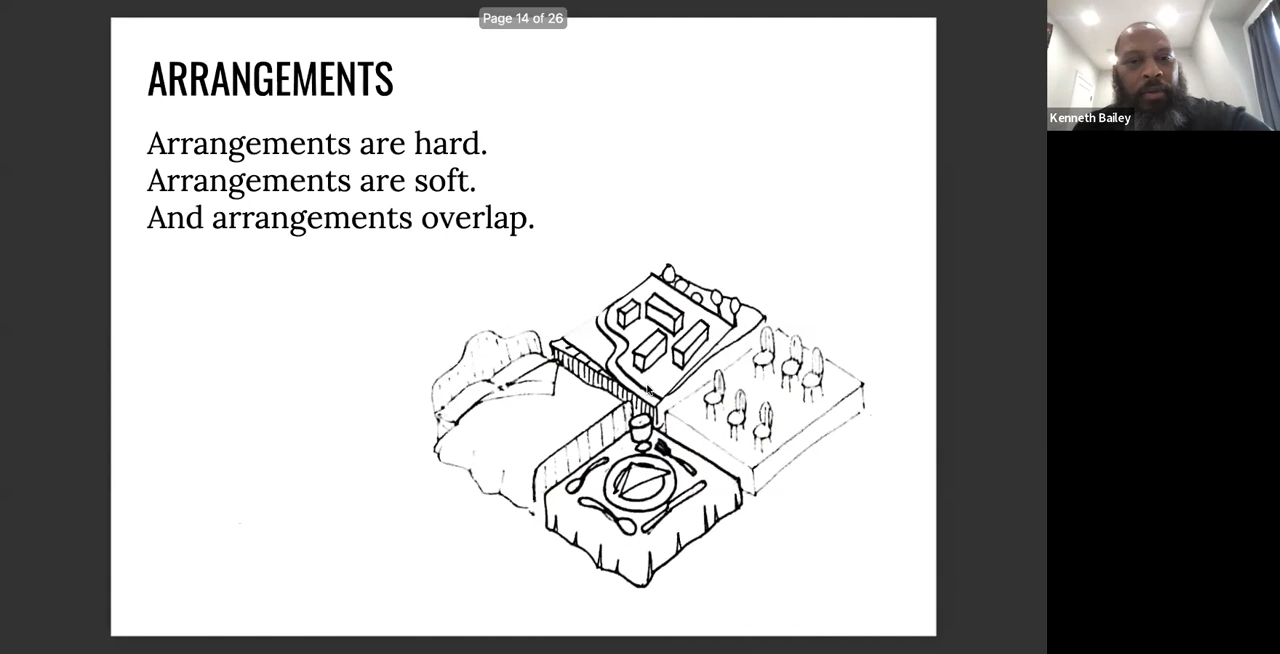 Page 14 of 26
ARRANGEMENTS
Arrangements are hard.
Arrangements are soft.
And arrangements overlap.
Kenneth Bailey